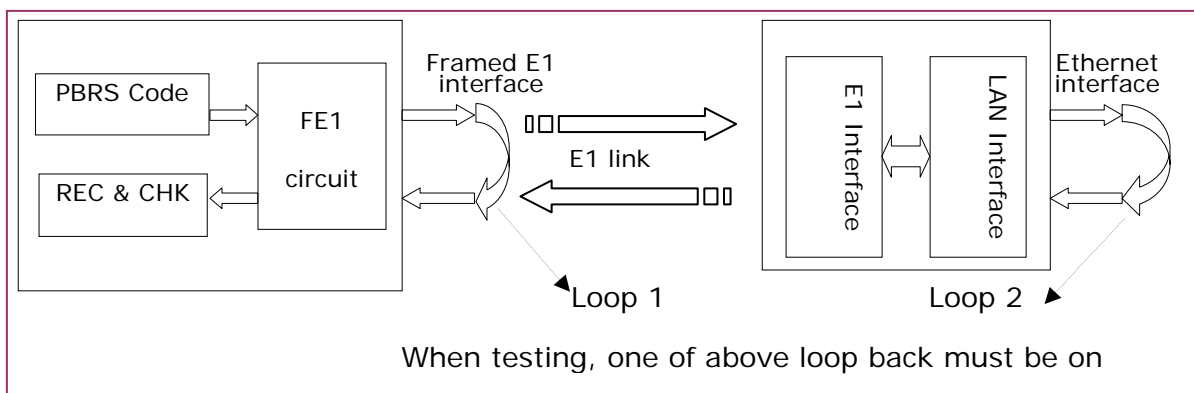 PBRS Code
REC & CHK
FE1
circuit
Framed E1
interface
E1 link
Loop 1
E1 Interface
LAN Interface
Ethernet
interface
Loop 2
When testing, one of above loop back must be on